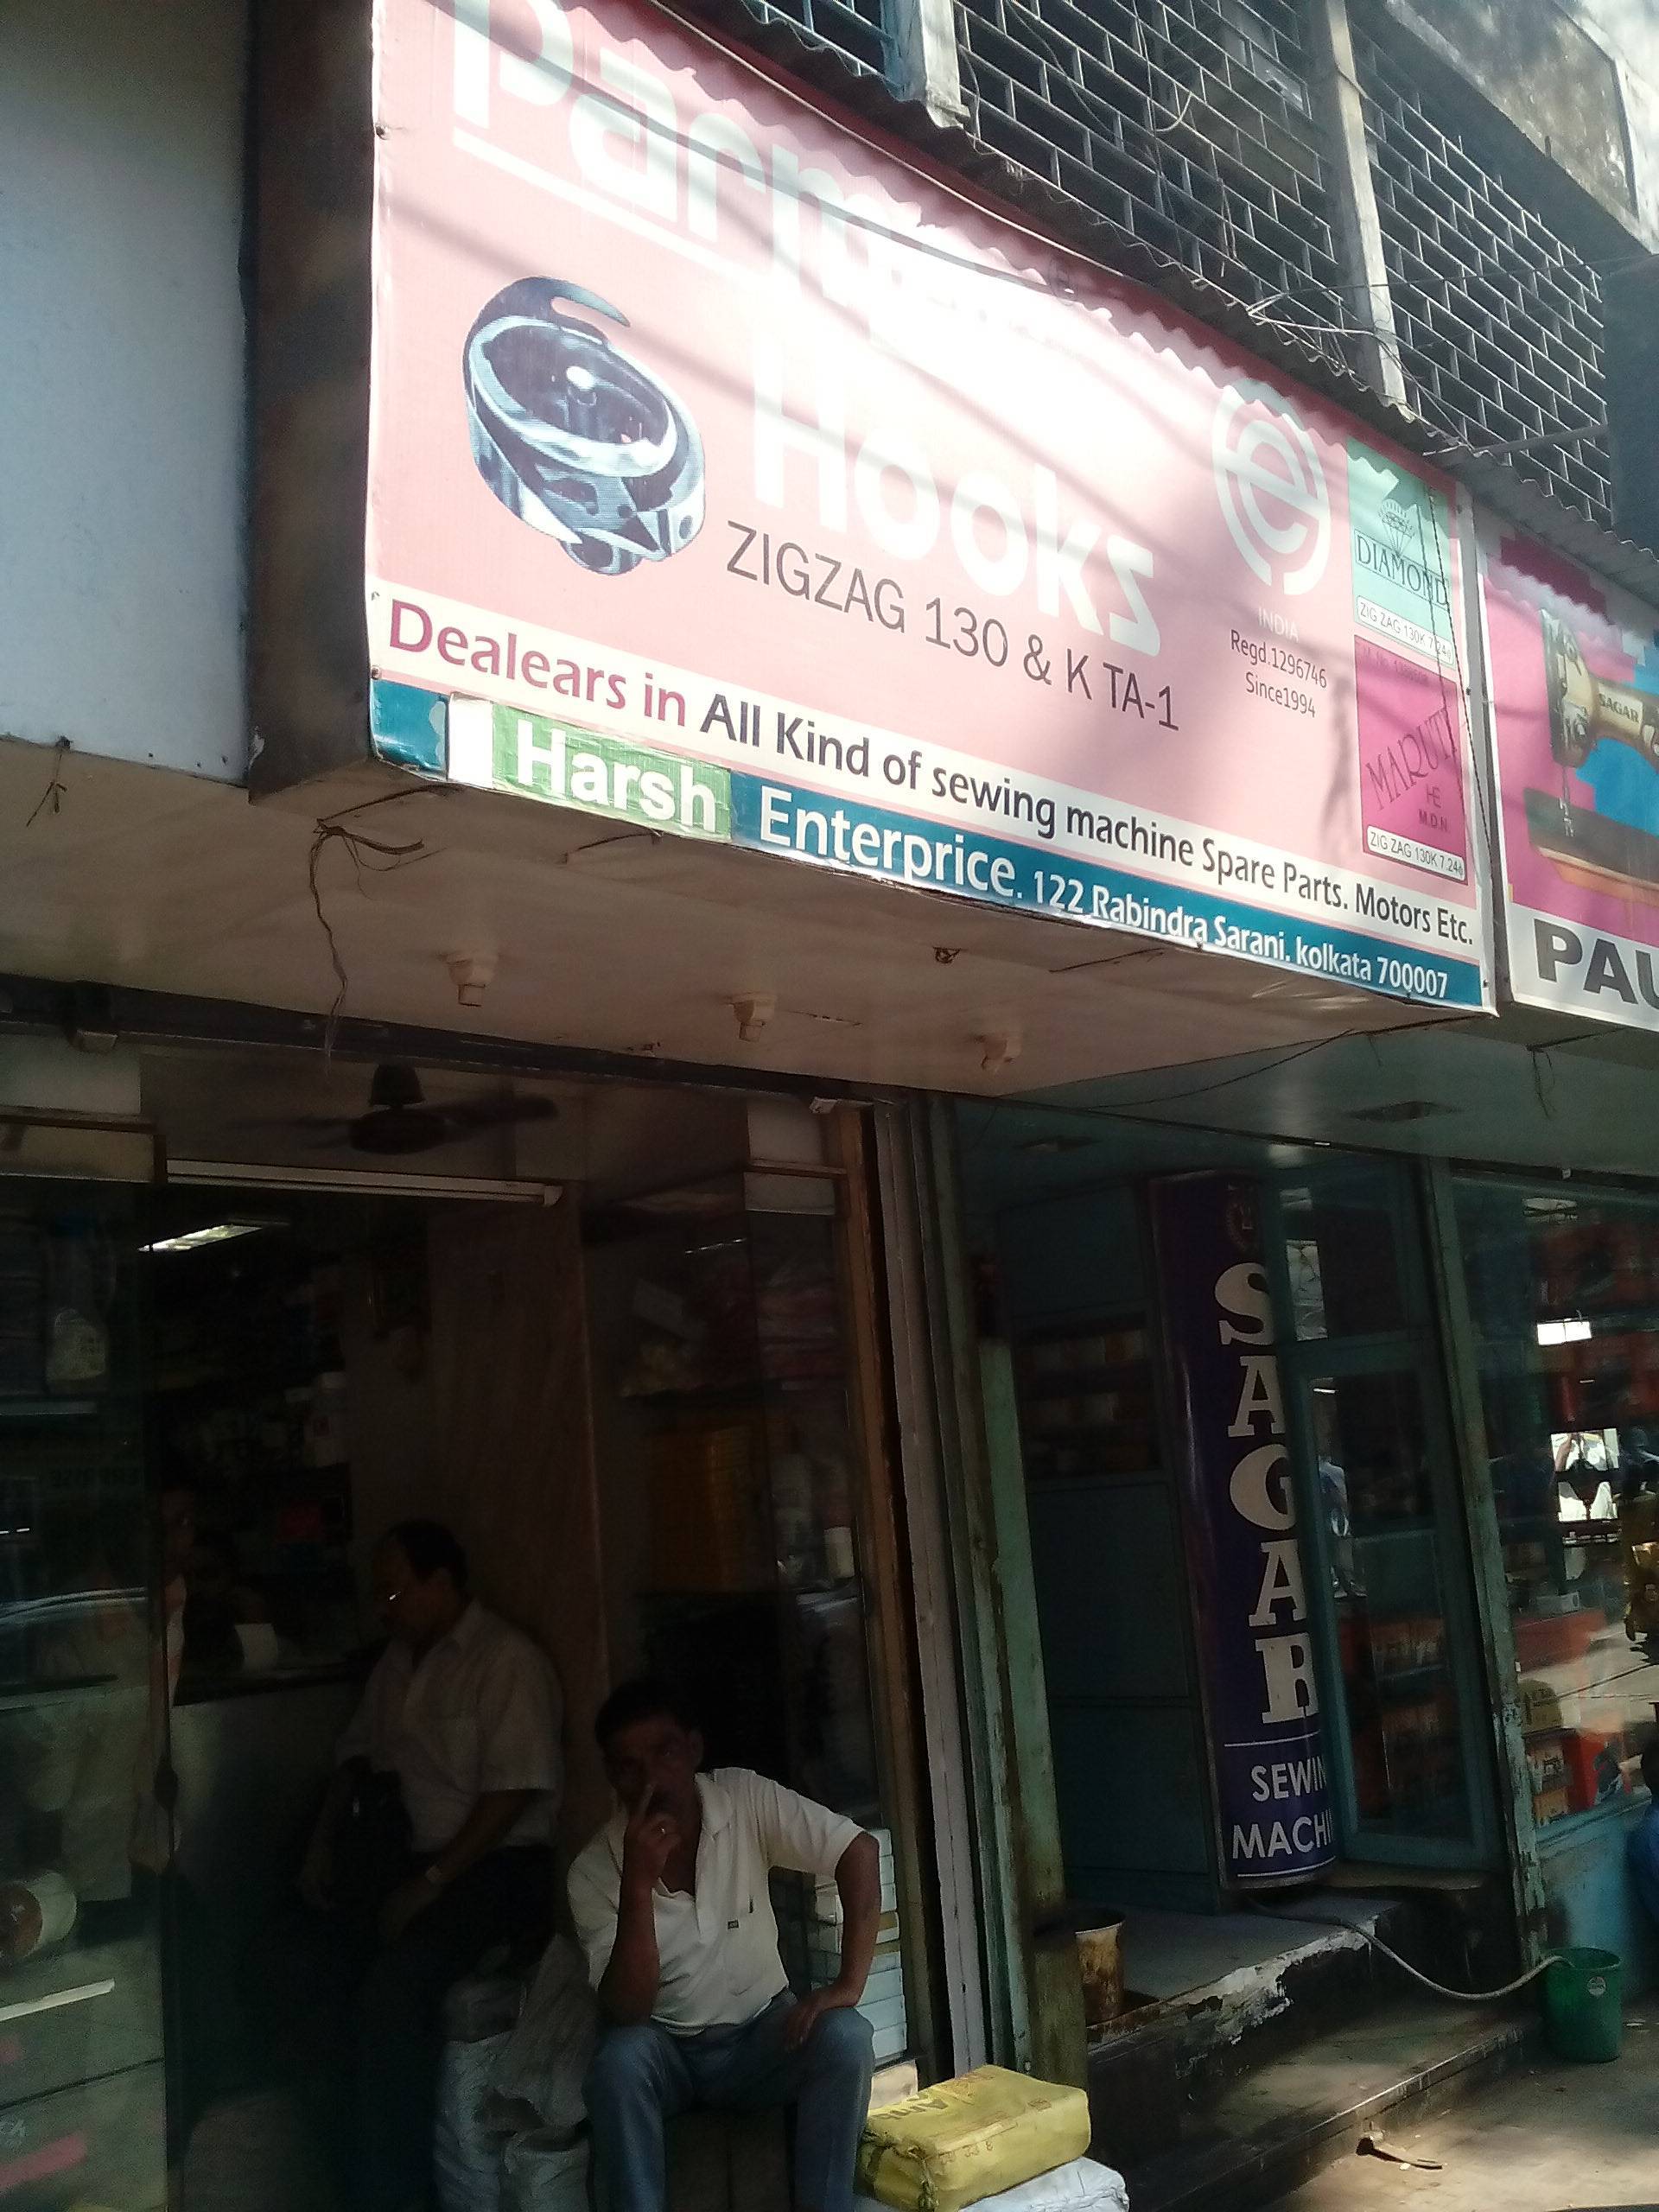 Hooks
ZIGZAG 130 & K TA-1
e
INDIA
Regd.1296746
Since1994
DIAMOND
ZIG ZAG 130K 7.24
MARUTI
HE
M.D.N.
ZIG ZAG 130K 7.24
Dealears in All Kind of sewing machine Spare Parts. Motors Etc.
Harsh Enterprice. 122 Rabindra Sarani. kolkata 700007
SAGAR
PAU
SAGAR
SEWIN
MACHI